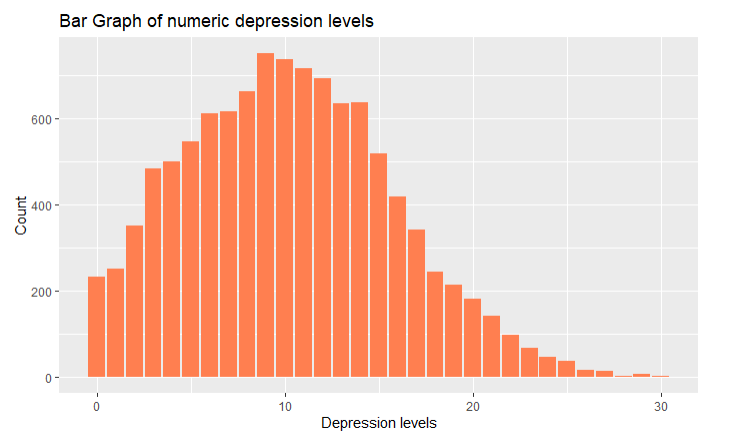 Bar Graph of numeric depression levels
600
400
200
0
Count
0 10 20 30
Depression levels